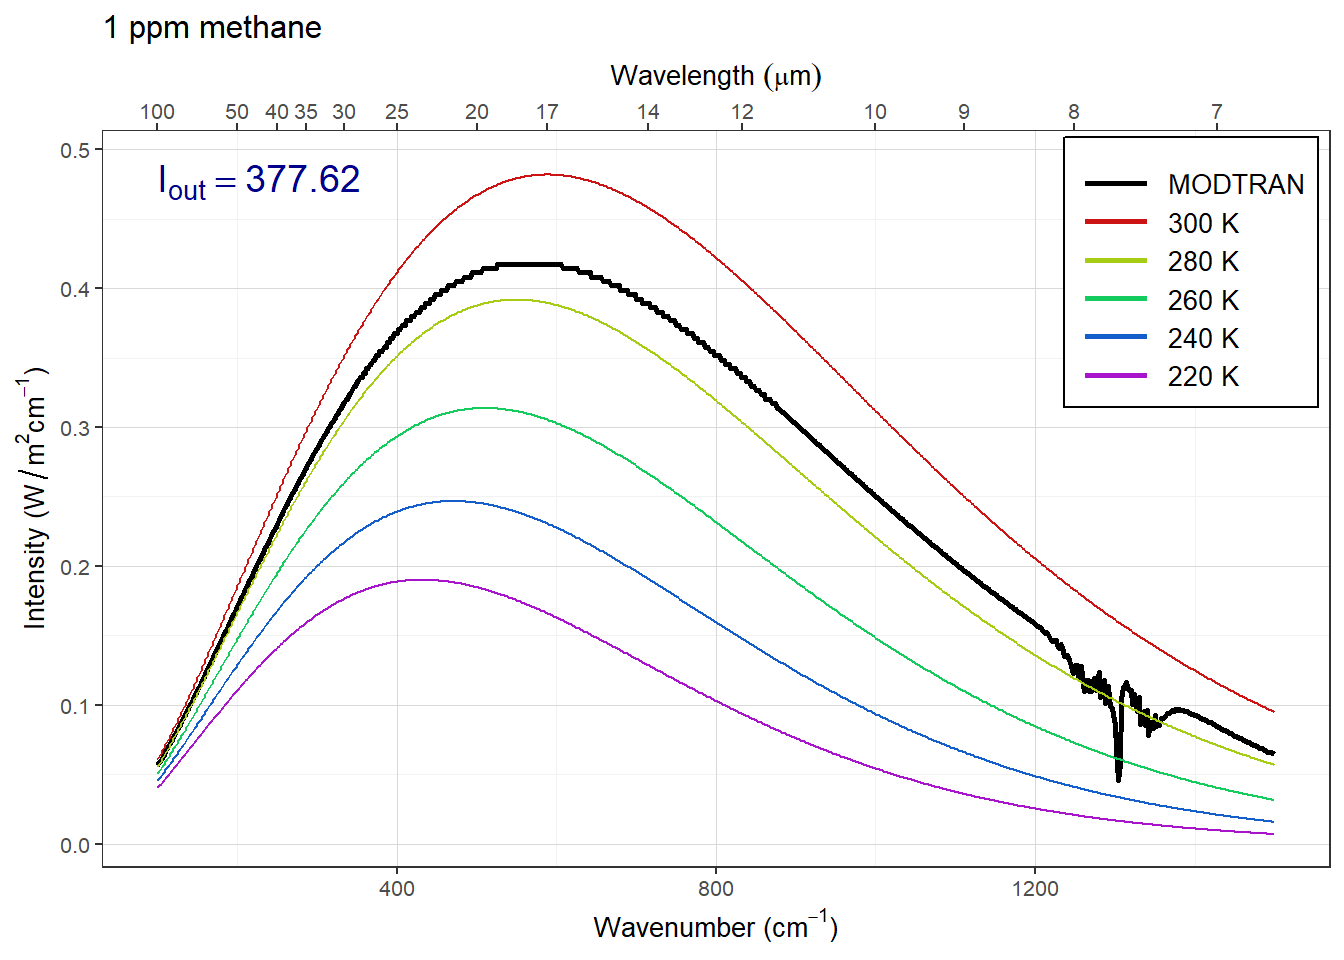 1 ppm methane
Wavelength (μm)
100 50 40 35 30 25 20 17 14 12 10 9 8 7
I_out = 377.62
MODTRAN
300 K
280 K
260 K
240 K
220 K
Intensity (W / m²cm⁻¹)
0.5
0.4
0.3
0.2
0.1
0.0
400 800 1200
Wavenumber (cm⁻¹)